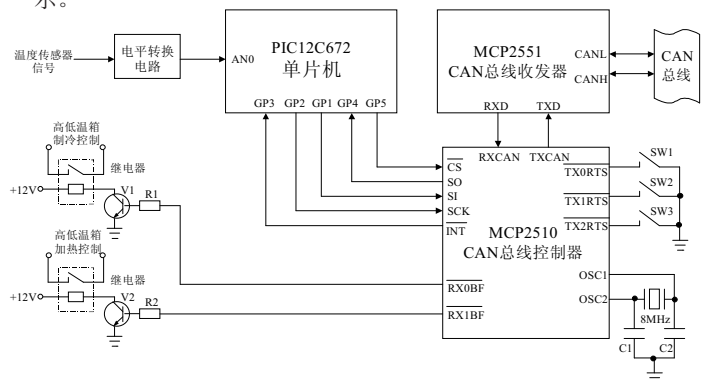 示。
温度传感器
信号
电平转换
电路
AN0
PIC12C672
单片机
GP3 GP2 GP1 GP4 GP5
MCP2551
CAN总线收发器
CANL
CANH
RXD TXD
CAN
总线
高低温箱
制冷控制
继电器
+12V
V1
R1
高低温箱
加热控制
继电器
+12V
V2
R2
RXCAN TXCAN
CS
SO
SI
SCK
INT
RX0BF
RX1BF
MCP2510
CAN总线控制器
TX0RTS
TX1RTS
TX2RTS
OSC1
OSC2
SW1
SW2
SW3
8MHz
C1 C2